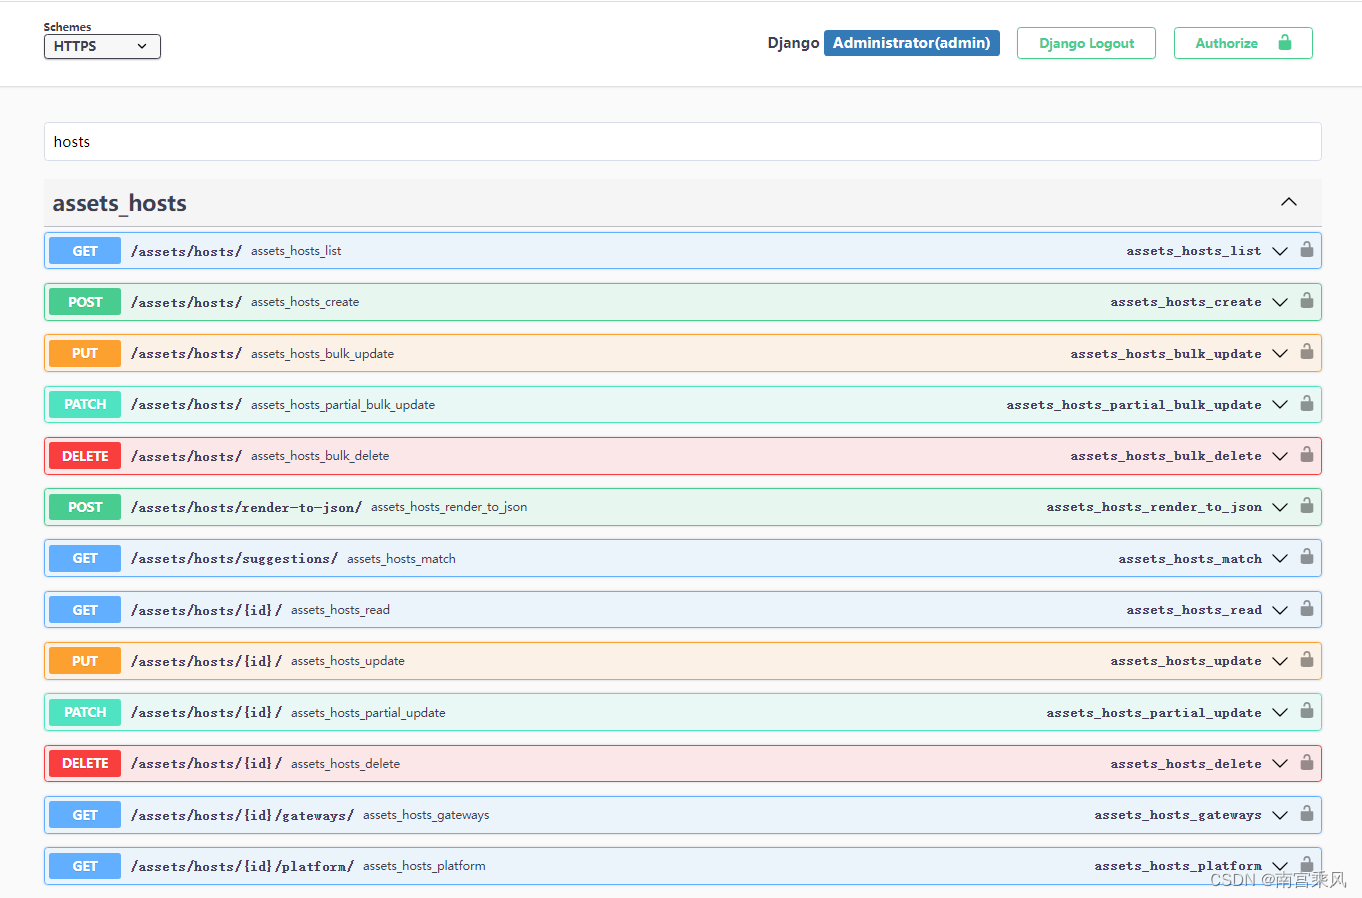 Schemes
HTTPS
Django Administrator(admin) Django Logout Authorize
hosts
assets_hosts
GET /assets/hosts/ assets_hosts_list assets_hosts_list
POST /assets/hosts/ assets_hosts_create assets_hosts_create
PUT /assets/hosts/ assets_hosts_bulk_update assets_hosts_bulk_update
PATCH /assets/hosts/ assets_hosts_partial_bulk_update assets_hosts_partial_bulk_update
DELETE /assets/hosts/ assets_hosts_bulk_delete assets_hosts_bulk_delete
POST /assets/hosts/render-to-json/ assets_hosts_render_to_json assets_hosts_render_to_json
GET /assets/hosts/suggestions/ assets_hosts_match assets_hosts_match
GET /assets/hosts/{id}/ assets_hosts_read assets_hosts_read
PUT /assets/hosts/{id}/ assets_hosts_update assets_hosts_update
PATCH /assets/hosts/{id}/ assets_hosts_partial_update assets_hosts_partial_update
DELETE /assets/hosts/{id}/ assets_hosts_delete assets_hosts_delete
GET /assets/hosts/{id}/gateways/ assets_hosts_gateways assets_hosts_gateways
GET /assets/hosts/{id}/platform/ assets_hosts_platform assets_hosts_platform
CSDN @南宫乘风